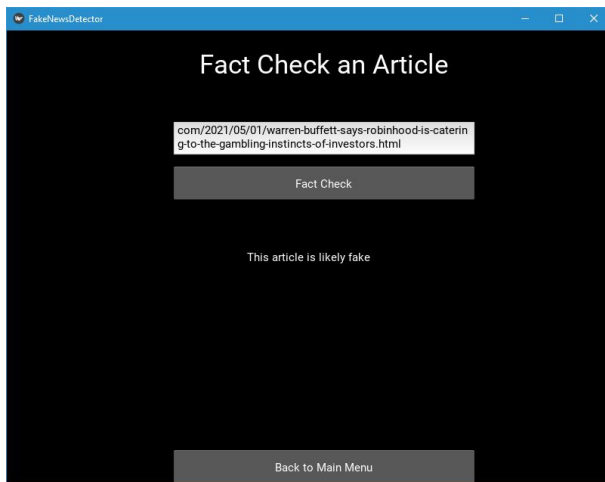 FakeNewsDetector
Fact Check an Article
com/2021/05/01/warren-buffett-says-robinhood-is-caterin
g-to-the-gambling-instincts-of-investors.html
Fact Check
This article is likely fake
Back to Main Menu